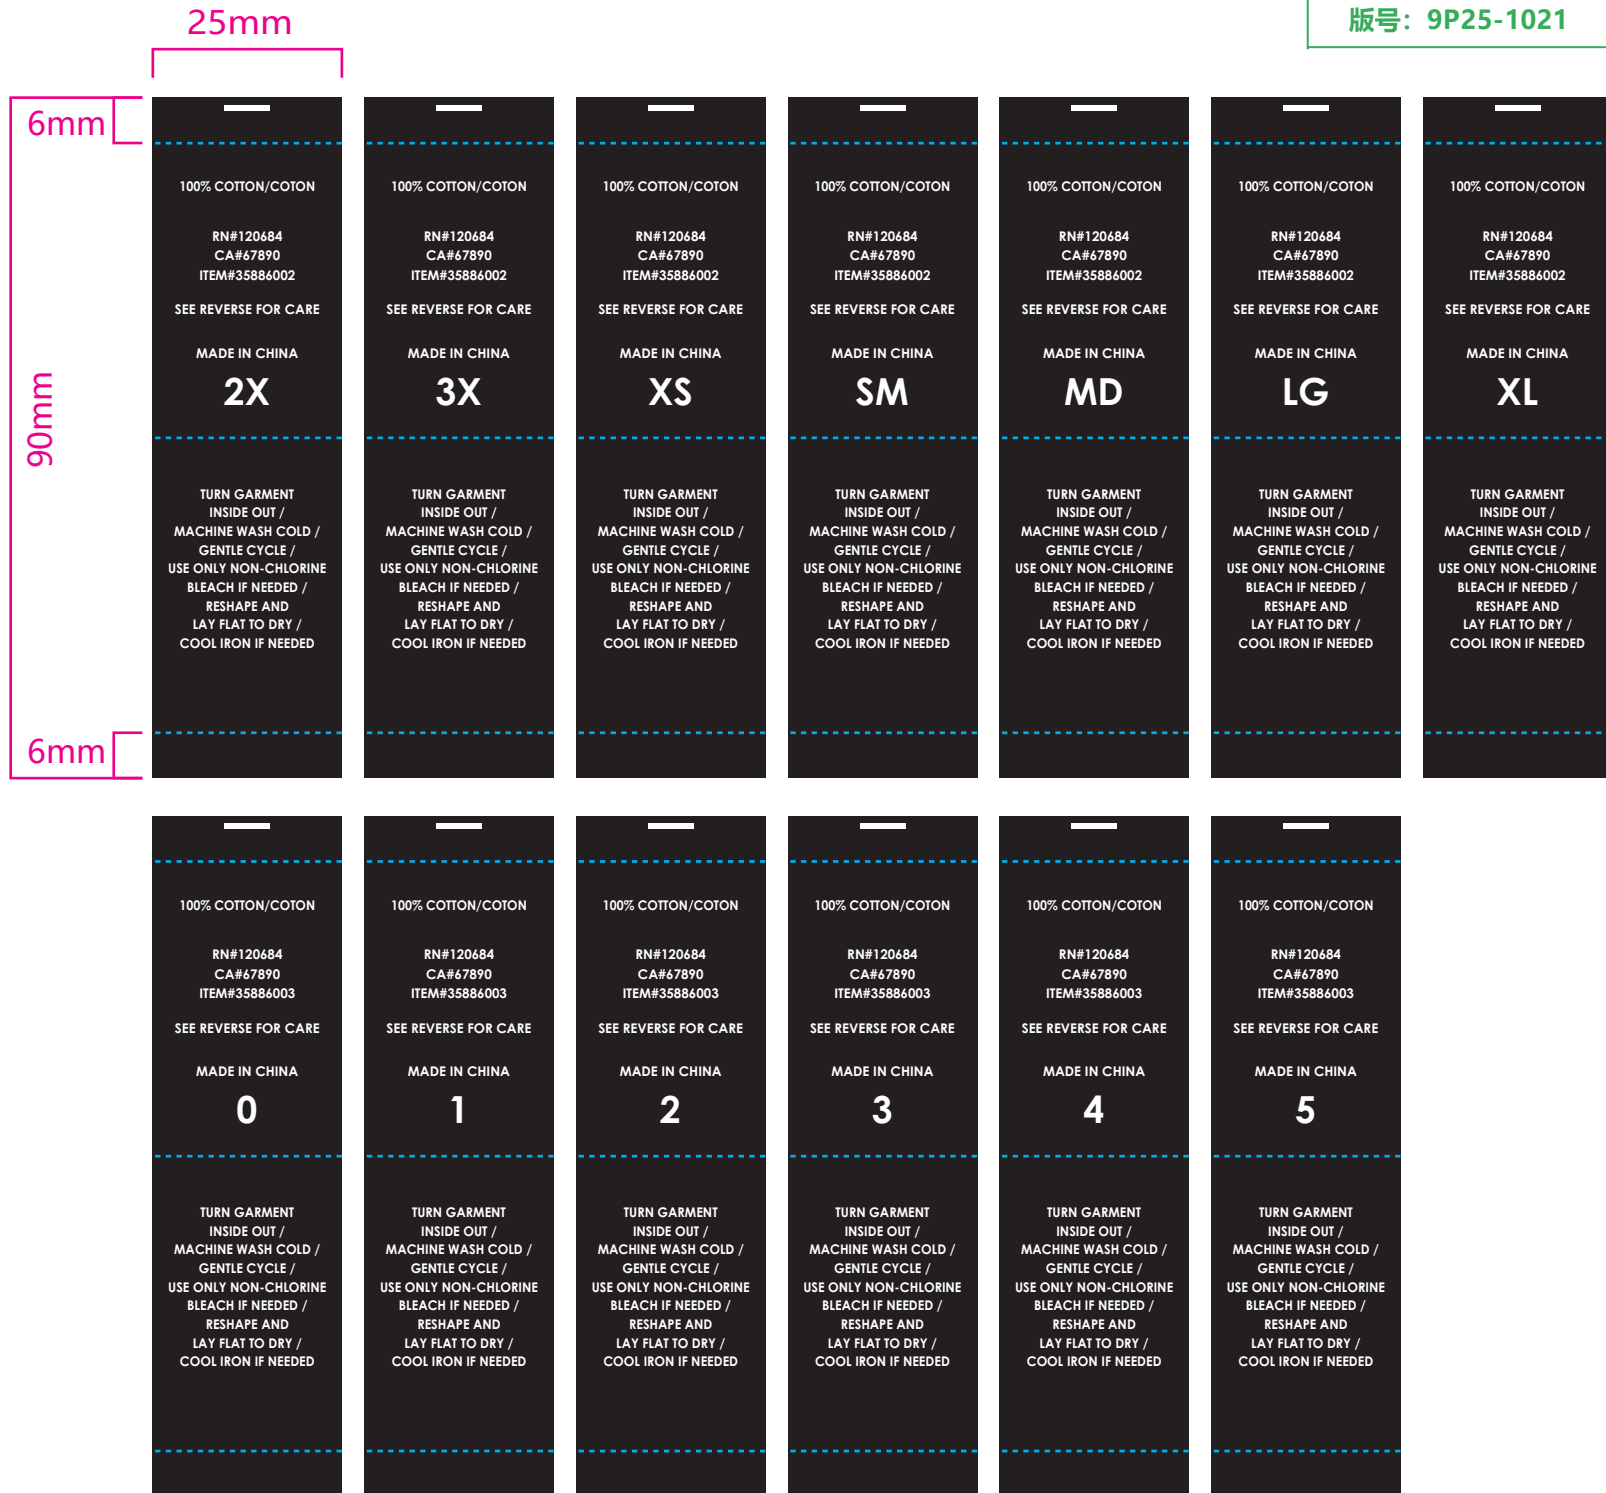 25mm
版号：9P25-1021
6mm
90mm
6mm
100% COTTON/COTON
RN#120684
CA#67890
ITEM#35886002
SEE REVERSE FOR CARE
MADE IN CHINA
2X
TURN GARMENT
INSIDE OUT /
MACHINE WASH COLD /
GENTLE CYCLE /
USE ONLY NON-CHLORINE
BLEACH IF NEEDED /
RESHAPE AND
LAY FLAT TO DRY /
COOL IRON IF NEEDED
100% COTTON/COTON
RN#120684
CA#67890
ITEM#35886002
SEE REVERSE FOR CARE
MADE IN CHINA
3X
TURN GARMENT
INSIDE OUT /
MACHINE WASH COLD /
GENTLE CYCLE /
USE ONLY NON-CHLORINE
BLEACH IF NEEDED /
RESHAPE AND
LAY FLAT TO DRY /
COOL IRON IF NEEDED
100% COTTON/COTON
RN#120684
CA#67890
ITEM#35886002
SEE REVERSE FOR CARE
MADE IN CHINA
XS
TURN GARMENT
INSIDE OUT /
MACHINE WASH COLD /
GENTLE CYCLE /
USE ONLY NON-CHLORINE
BLEACH IF NEEDED /
RESHAPE AND
LAY FLAT TO DRY /
COOL IRON IF NEEDED
100% COTTON/COTON
RN#120684
CA#67890
ITEM#35886002
SEE REVERSE FOR CARE
MADE IN CHINA
SM
TURN GARMENT
INSIDE OUT /
MACHINE WASH COLD /
GENTLE CYCLE /
USE ONLY NON-CHLORINE
BLEACH IF NEEDED /
RESHAPE AND
LAY FLAT TO DRY /
COOL IRON IF NEEDED
100% COTTON/COTON
RN#120684
CA#67890
ITEM#35886002
SEE REVERSE FOR CARE
MADE IN CHINA
MD
TURN GARMENT
INSIDE OUT /
MACHINE WASH COLD /
GENTLE CYCLE /
USE ONLY NON-CHLORINE
BLEACH IF NEEDED /
RESHAPE AND
LAY FLAT TO DRY /
COOL IRON IF NEEDED
100% COTTON/COTON
RN#120684
CA#67890
ITEM#35886002
SEE REVERSE FOR CARE
MADE IN CHINA
LG
TURN GARMENT
INSIDE OUT /
MACHINE WASH COLD /
GENTLE CYCLE /
USE ONLY NON-CHLORINE
BLEACH IF NEEDED /
RESHAPE AND
LAY FLAT TO DRY /
COOL IRON IF NEEDED
100% COTTON/COTON
RN#120684
CA#67890
ITEM#35886002
SEE REVERSE FOR CARE
MADE IN CHINA
XL
TURN GARMENT
INSIDE OUT /
MACHINE WASH COLD /
GENTLE CYCLE /
USE ONLY NON-CHLORINE
BLEACH IF NEEDED /
RESHAPE AND
LAY FLAT TO DRY /
COOL IRON IF NEEDED
100% COTTON/COTON
RN#120684
CA#67890
ITEM#35886003
SEE REVERSE FOR CARE
MADE IN CHINA
0
TURN GARMENT
INSIDE OUT /
MACHINE WASH COLD /
GENTLE CYCLE /
USE ONLY NON-CHLORINE
BLEACH IF NEEDED /
RESHAPE AND
LAY FLAT TO DRY /
COOL IRON IF NEEDED
100% COTTON/COTON
RN#120684
CA#67890
ITEM#35886003
SEE REVERSE FOR CARE
MADE IN CHINA
1
TURN GARMENT
INSIDE OUT /
MACHINE WASH COLD /
GENTLE CYCLE /
USE ONLY NON-CHLORINE
BLEACH IF NEEDED /
RESHAPE AND
LAY FLAT TO DRY /
COOL IRON IF NEEDED
100% COTTON/COTON
RN#120684
CA#67890
ITEM#35886003
SEE REVERSE FOR CARE
MADE IN CHINA
2
TURN GARMENT
INSIDE OUT /
MACHINE WASH COLD /
GENTLE CYCLE /
USE ONLY NON-CHLORINE
BLEACH IF NEEDED /
RESHAPE AND
LAY FLAT TO DRY /
COOL IRON IF NEEDED
100% COTTON/COTON
RN#120684
CA#67890
ITEM#35886003
SEE REVERSE FOR CARE
MADE IN CHINA
3
TURN GARMENT
INSIDE OUT /
MACHINE WASH COLD /
GENTLE CYCLE /
USE ONLY NON-CHLORINE
BLEACH IF NEEDED /
RESHAPE AND
LAY FLAT TO DRY /
COOL IRON IF NEEDED
100% COTTON/COTON
RN#120684
CA#67890
ITEM#35886003
SEE REVERSE FOR CARE
MADE IN CHINA
4
TURN GARMENT
INSIDE OUT /
MACHINE WASH COLD /
GENTLE CYCLE /
USE ONLY NON-CHLORINE
BLEACH IF NEEDED /
RESHAPE AND
LAY FLAT TO DRY /
COOL IRON IF NEEDED
100% COTTON/COTON
RN#120684
CA#67890
ITEM#35886003
SEE REVERSE FOR CARE
MADE IN CHINA
5
TURN GARMENT
INSIDE OUT /
MACHINE WASH COLD /
GENTLE CYCLE /
USE ONLY NON-CHLORINE
BLEACH IF NEEDED /
RESHAPE AND
LAY FLAT TO DRY /
COOL IRON IF NEEDED